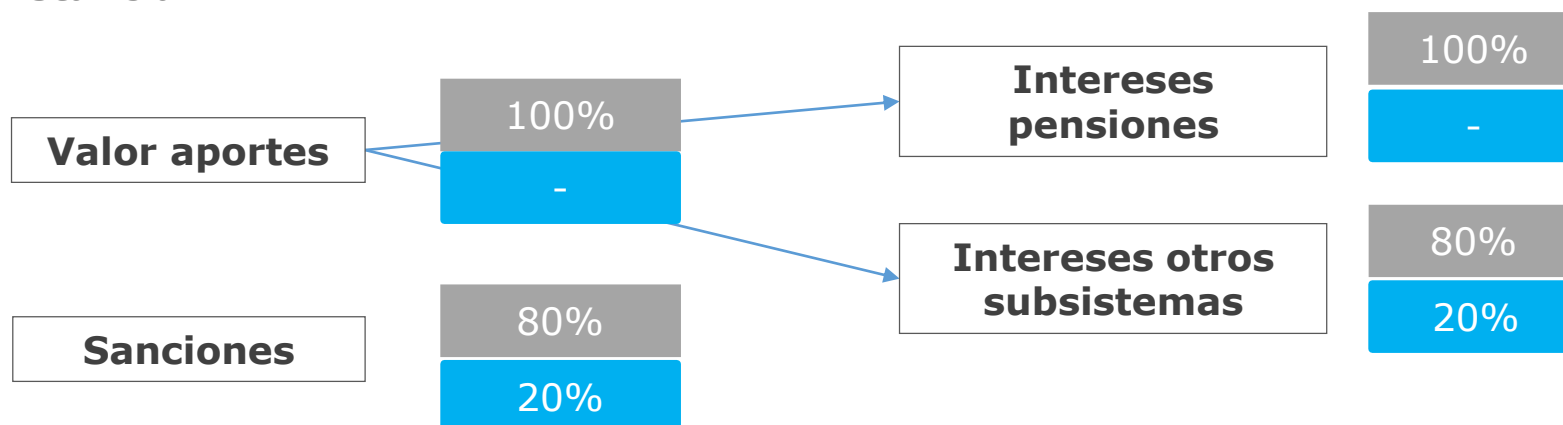 Valor aportes
100%
-
Intereses
pensiones
100%
-
Intereses otros
subsistemas
80%
20%
Sanciones
80%
20%